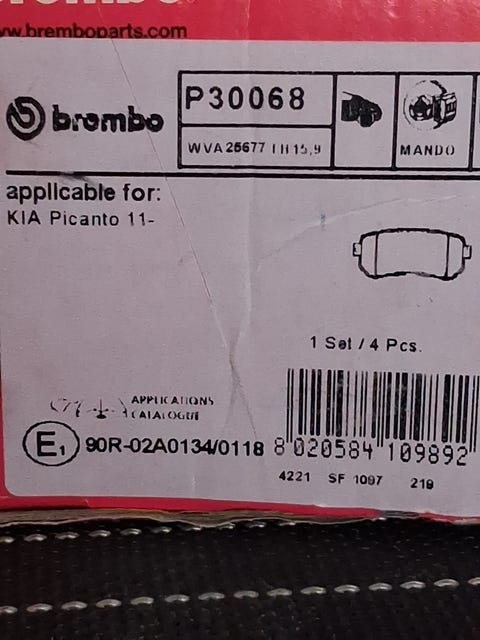 www.bremboparts.com
brembo
P30068
WVA 25677 TH 15,9
MANDO
applicable for:
KIA Picanto 11-
1 Set / 4 Pcs.
APPLICATIONS
CATALOGUE
E1 90R-02A0134/0118
8 020584 109892
4221 SF 1097 219